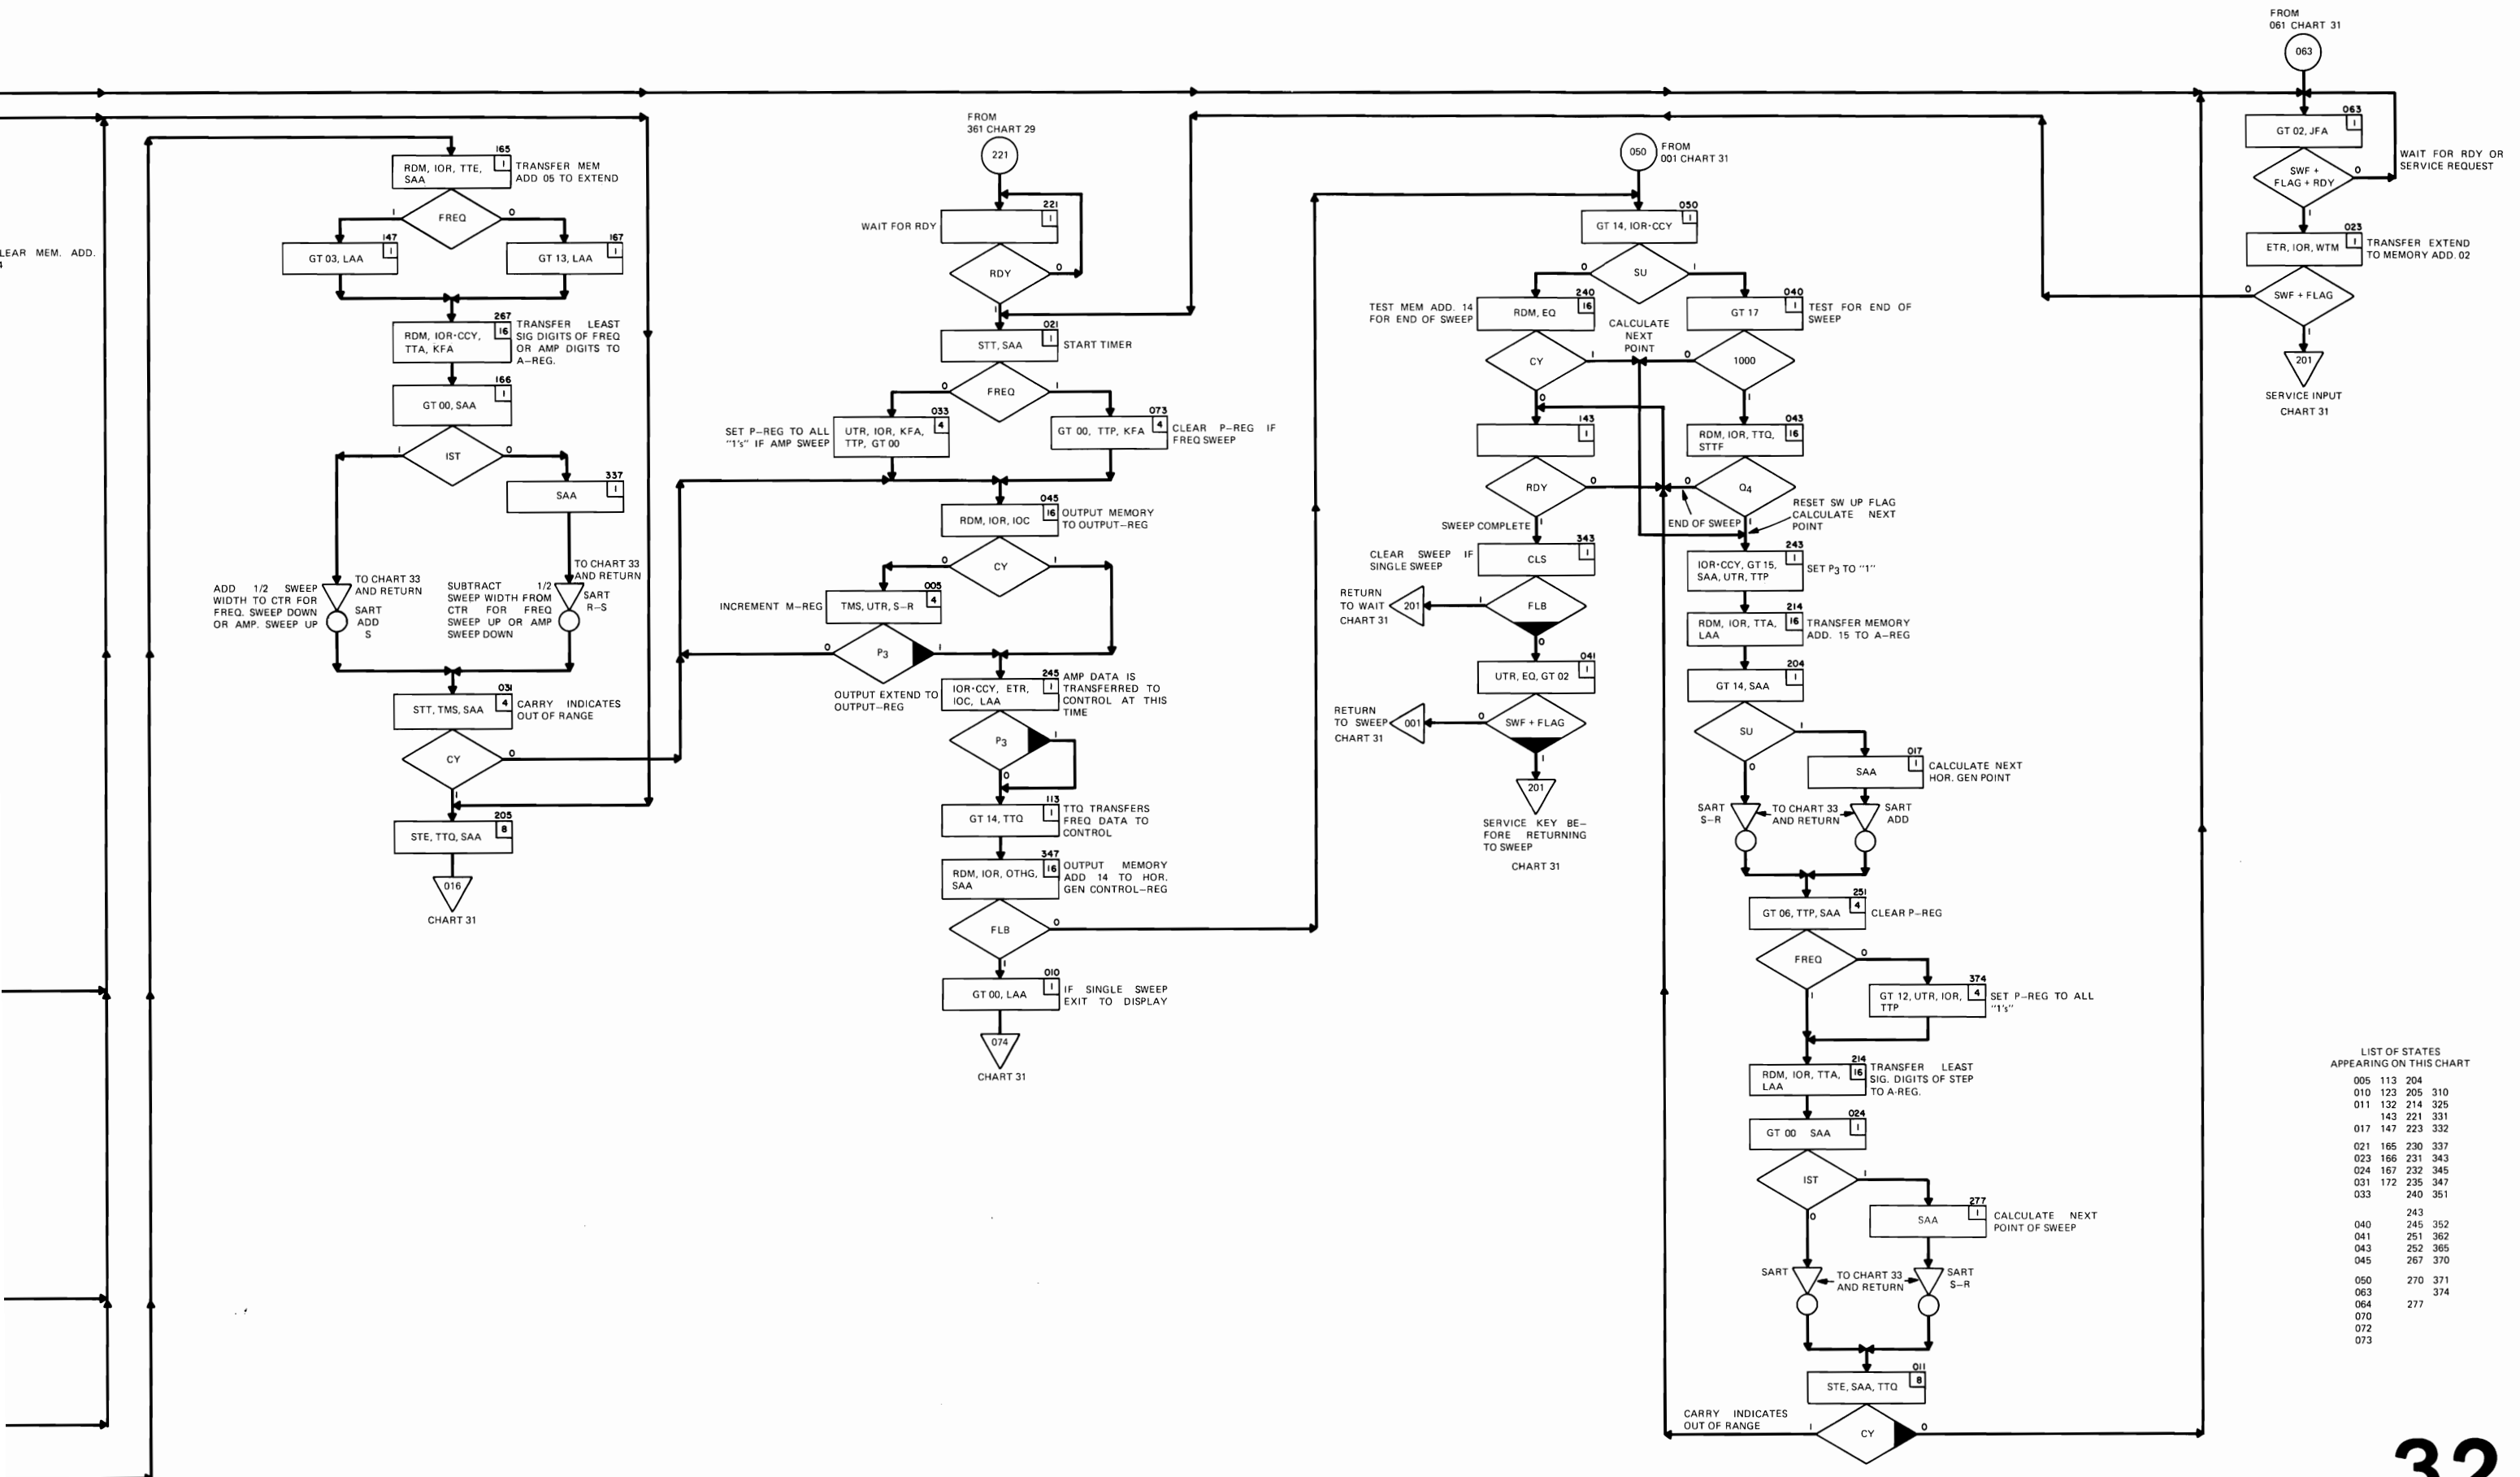 LEAR MEM. ADD.
4
165
RDM, IOR, TTE,
SAA
1
TRANSFER MEM
ADD 05 TO EXTEND
FREQ
1
0
147
GT 03, LAA
1
167
GT 13, LAA
1
267
RDM, IOR·CCY,
TTA, KFA
16
TRANSFER LEAST
SIG DIGITS OF FREQ
OR AMP DIGITS TO
A-REG.
166
GT 00, SAA
1
IST
1
0
337
SAA
1
ADD 1/2 SWEEP
WIDTH TO CTR FOR
FREQ. SWEEP DOWN
OR AMP. SWEEP UP
TO CHART 33
AND RETURN
SART
ADD
S
SUBTRACT 1/2
SWEEP WIDTH FROM
CTR FOR FREQ
SWEEP UP OR AMP
SWEEP DOWN
TO CHART 33
AND RETURN
SART
R–S
031
STT, TMS, SAA
4
CARRY INDICATES
OUT OF RANGE
CY
0
1
205
STE, TTQ, SAA
8
016
CHART 31
FROM
361 CHART 29
221
221
1
WAIT FOR RDY
RDY
0
1
021
STT, SAA
1
START TIMER
FREQ
0
1
033
UTR, IOR, KFA,
TTP, GT 00
4
SET P–REG TO ALL
"1's" IF AMP SWEEP
073
GT 00, TTP, KFA
4
CLEAR P–REG IF
FREQ SWEEP
045
RDM, IOR, IOC
16
OUTPUT MEMORY
TO OUTPUT–REG
CY
0
1
INCREMENT M–REG
005
TMS, UTR, S–R
4
P3
0
1
OUTPUT EXTEND TO
OUTPUT–REG
245
IOR·CCY, ETR,
IOC, LAA
1
AMP DATA IS
TRANSFERRED TO
CONTROL AT THIS
TIME
P3
1
0
113
GT 14, TTQ
1
TTQ TRANSFERS
FREQ DATA TO
CONTROL
347
RDM, IOR, OTHG,
SAA
16
OUTPUT MEMORY
ADD 14 TO HOR.
GEN CONTROL–REG
FLB
0
1
010
GT 00, LAA
1
IF SINGLE SWEEP
EXIT TO DISPLAY
074
CHART 31
050
FROM
001 CHART 31
050
GT 14, IOR·CCY
1
SU
0
1
TEST MEM ADD. 14
FOR END OF SWEEP
240
RDM, EQ
16
040
GT 17
1
TEST FOR END OF
SWEEP
CALCULATE
NEXT
POINT
CY
1
0
0
1000
1
143
1
043
RDM, IOR, TTQ,
STTF
16
RDY
0
1
0
Q4
1
END OF SWEEP
RESET SW UP FLAG
CALCULATE NEXT
POINT
SWEEP COMPLETE
CLEAR SWEEP IF
SINGLE SWEEP
343
CLS
1
RETURN
TO WAIT
CHART 31
201
1
FLB
0
041
UTR, EQ, GT 02
1
RETURN
TO SWEEP
CHART 31
001
0
SWF + FLAG
1
201
SERVICE KEY BE–
FORE RETURNING
TO SWEEP
CHART 31
243
IOR·CCY, GT 15,
SAA, UTR, TTP
1
SET P3 TO "1"
214
RDM, IOR, TTA,
LAA
16
TRANSFER MEMORY
ADD. 15 TO A–REG
204
GT 14, SAA
1
SU
1
0
017
SAA
1
CALCULATE NEXT
HOR. GEN POINT
SART
S–R
TO CHART 33
AND RETURN
SART
ADD
251
GT 06, TTP, SAA
4
CLEAR P–REG
FREQ
0
1
374
GT 12, UTR, IOR,
TTP
4
SET P–REG TO ALL
"1's"
214
RDM, IOR, TTA,
LAA
16
TRANSFER LEAST
SIG. DIGITS OF STEP
TO A-REG.
024
GT 00 SAA
1
IST
1
0
277
SAA
1
CALCULATE NEXT
POINT OF SWEEP
SART
TO CHART 33
AND RETURN
SART
S–R
011
STE, SAA, TTQ
8
CARRY INDICATES
OUT OF RANGE
1
CY
0
FROM
061 CHART 31
063
063
GT 02, JFA
1
SWF +
FLAG + RDY
0
1
WAIT FOR RDY OR
SERVICE REQUEST
023
ETR, IOR, WTM
1
TRANSFER EXTEND
TO MEMORY ADD. 02
SWF + FLAG
0
1
201
SERVICE INPUT
CHART 31
LIST OF STATES
APPEARING ON THIS CHART
005 113 204
010 123 205 310
011 132 214 325
143 221 331
017 147 223 332
021 165 230 337
023 166 231 343
024 167 232 345
031 172 235 347
033 240 351
243
040 245 352
041 251 362
043 252 365
045 267 370
050 270 371
063 374
064 277
070
072
073
32